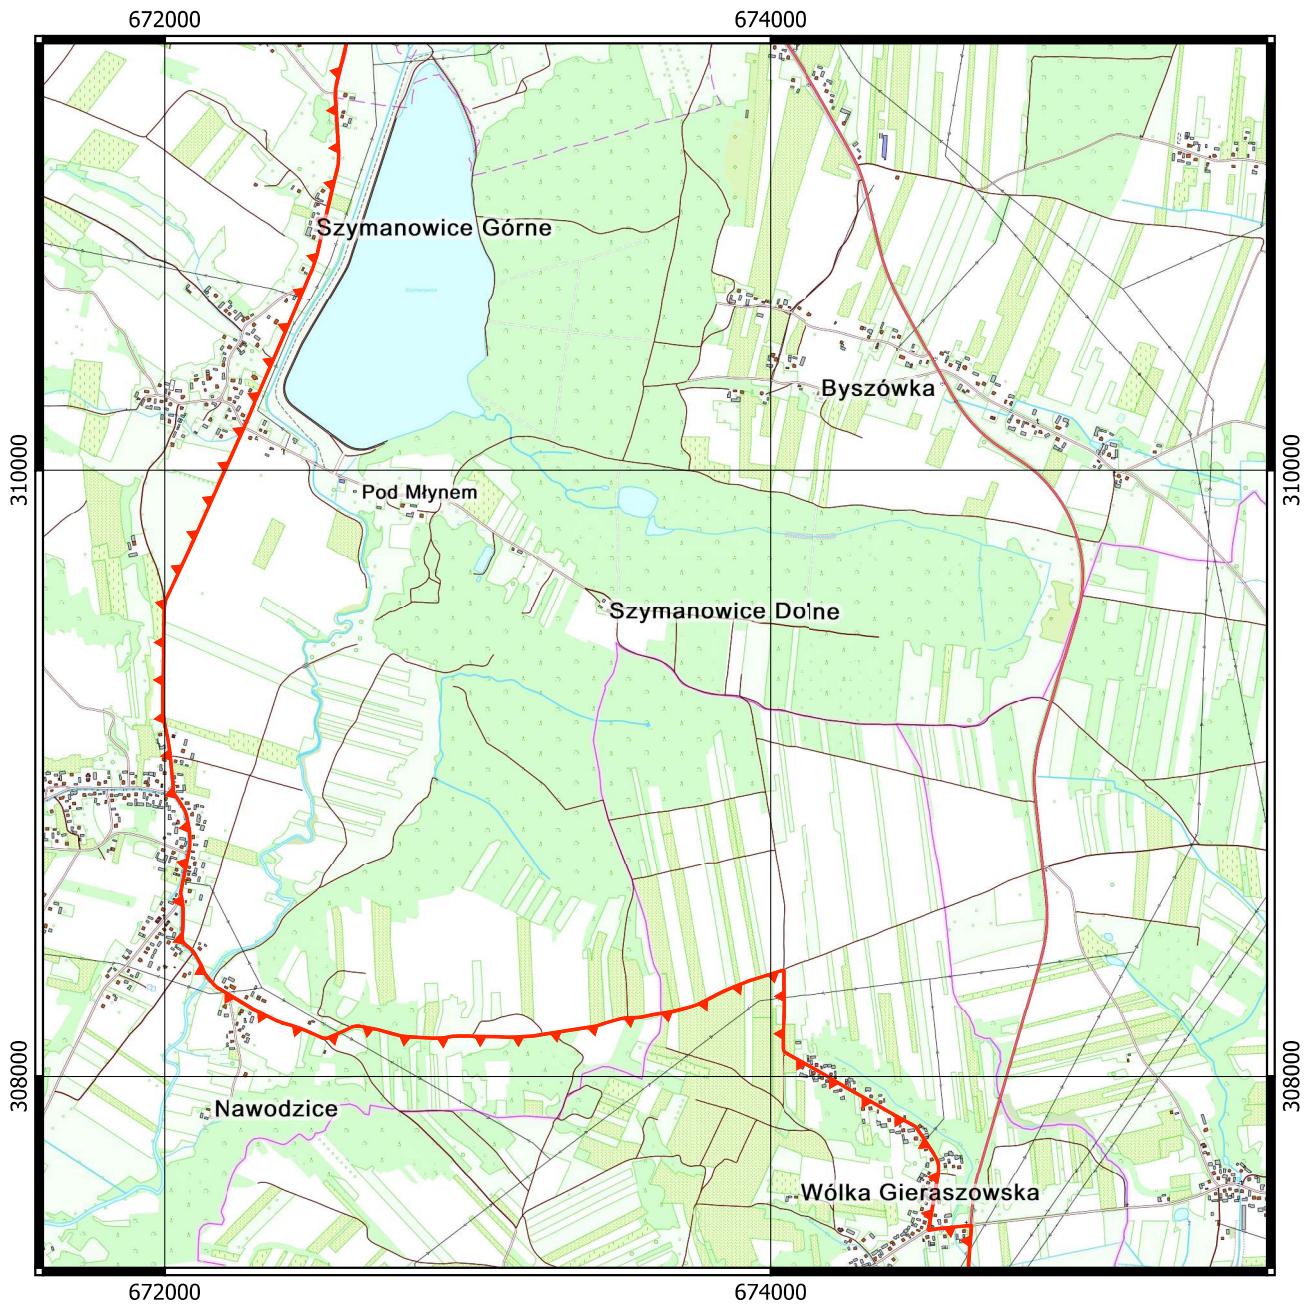 672000
674000
Szymanowice Górne
Byszówka
310000
310000
Pod Młynem
Szymanowice Dolne
308000
308000
Nawodzice
Wólka Gieraszowska
672000
674000